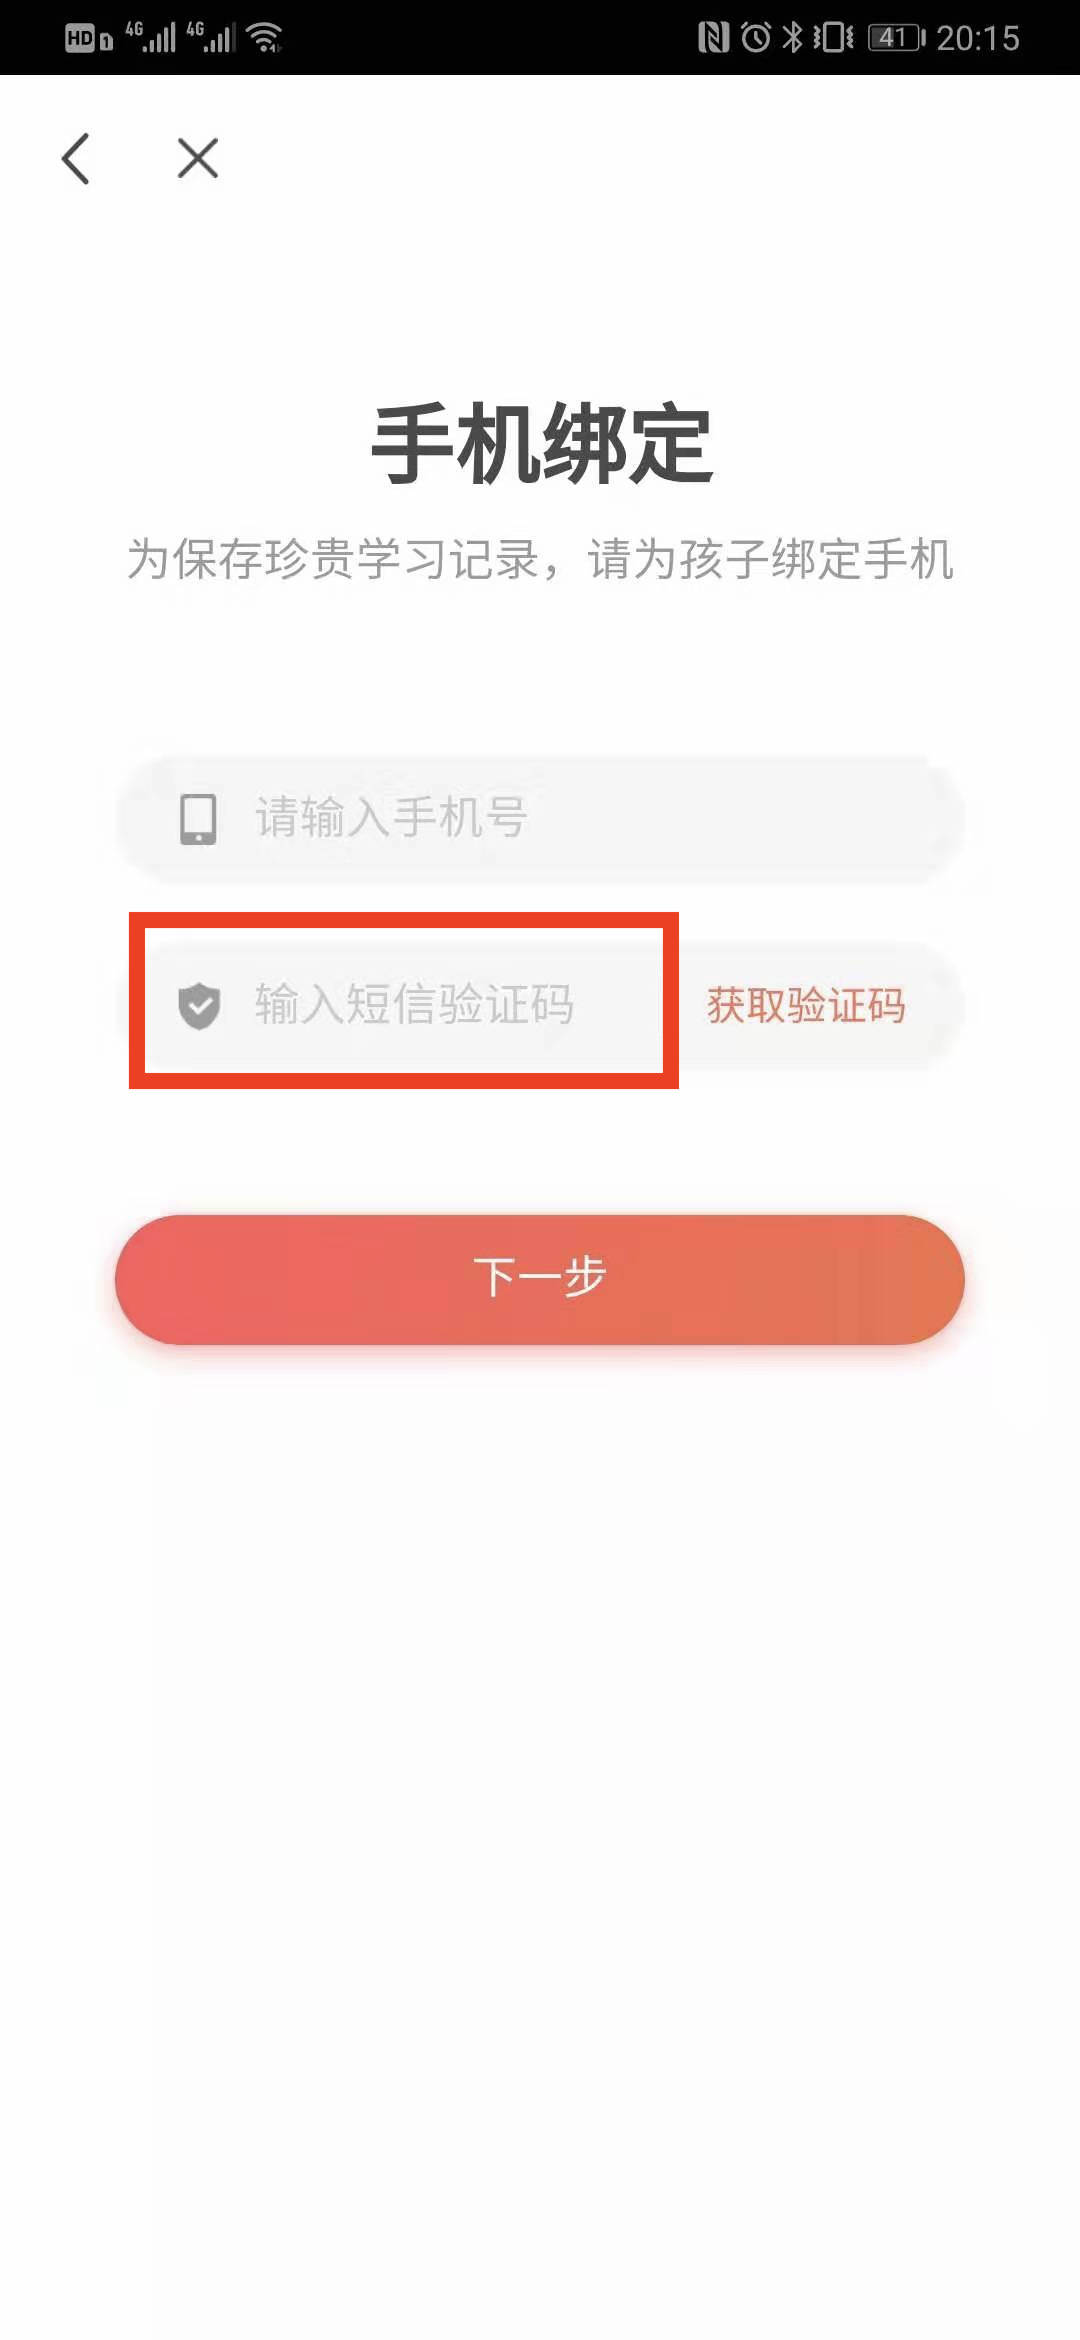 HD 1 4G 4G 41 20:15
手机绑定
为保存珍贵学习记录，请为孩子绑定手机
请输入手机号
输入短信验证码 获取验证码
下一步